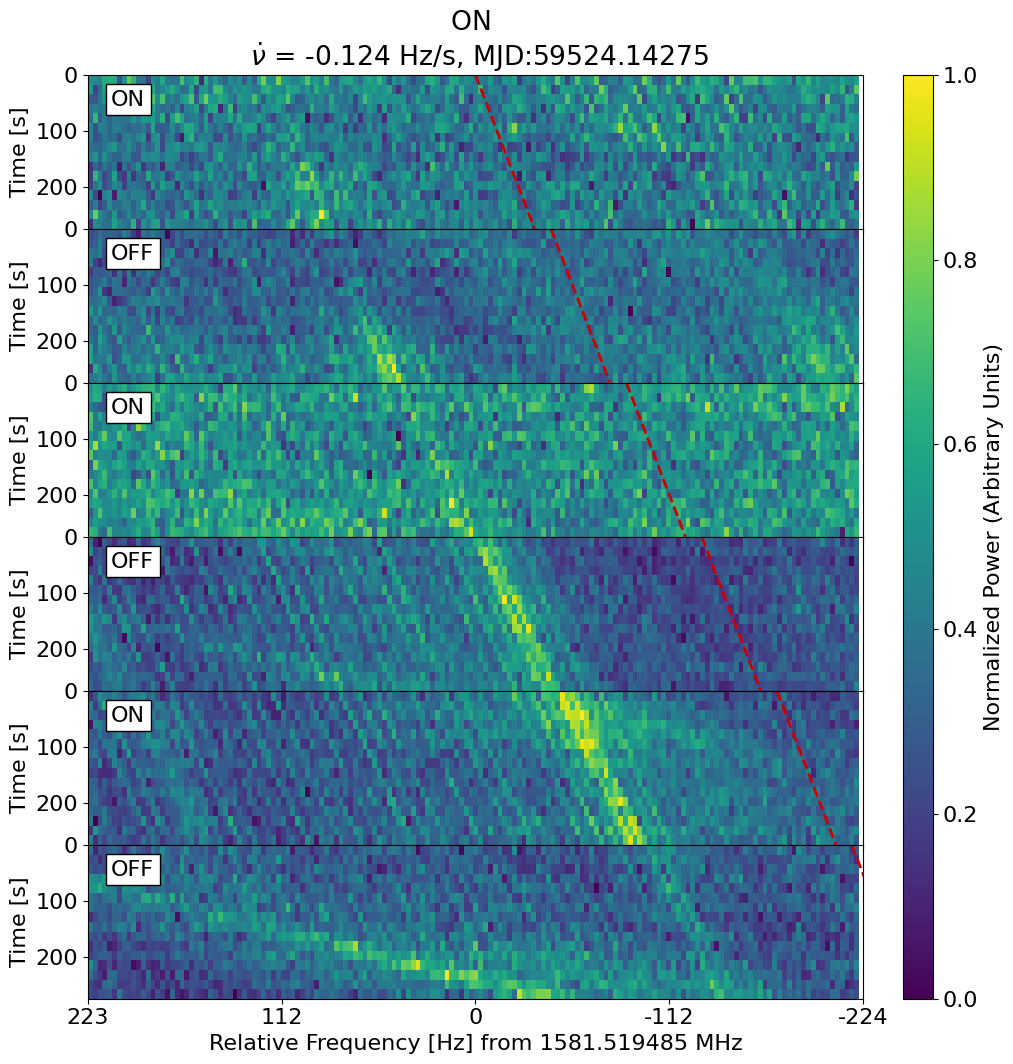 ON
ν̇ = -0.124 Hz/s, MJD:59524.14275
0
ON
100
Time [s]
200
0
OFF
100
Time [s]
200
0
ON
100
Time [s]
200
0
OFF
100
Time [s]
200
0
ON
100
Time [s]
200
0
OFF
100
Time [s]
200
223 112 0 -112 -224
Relative Frequency [Hz] from 1581.519485 MHz
1.0
0.8
0.6
0.4
0.2
0.0
Normalized Power (Arbitrary Units)